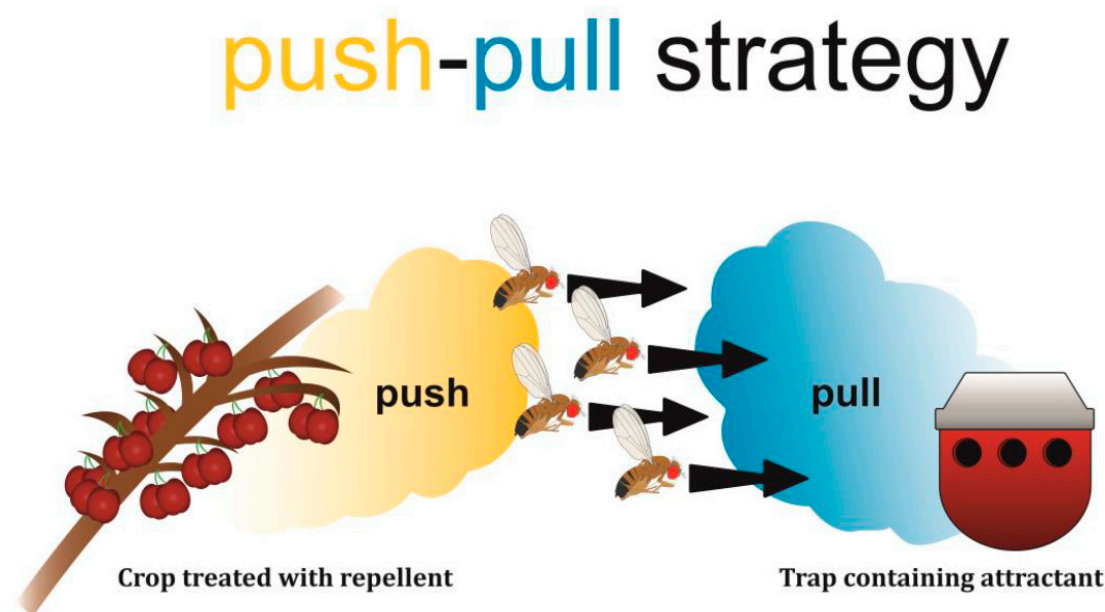 push-pull strategy
push
pull
Crop treated with repellent
Trap containing attractant